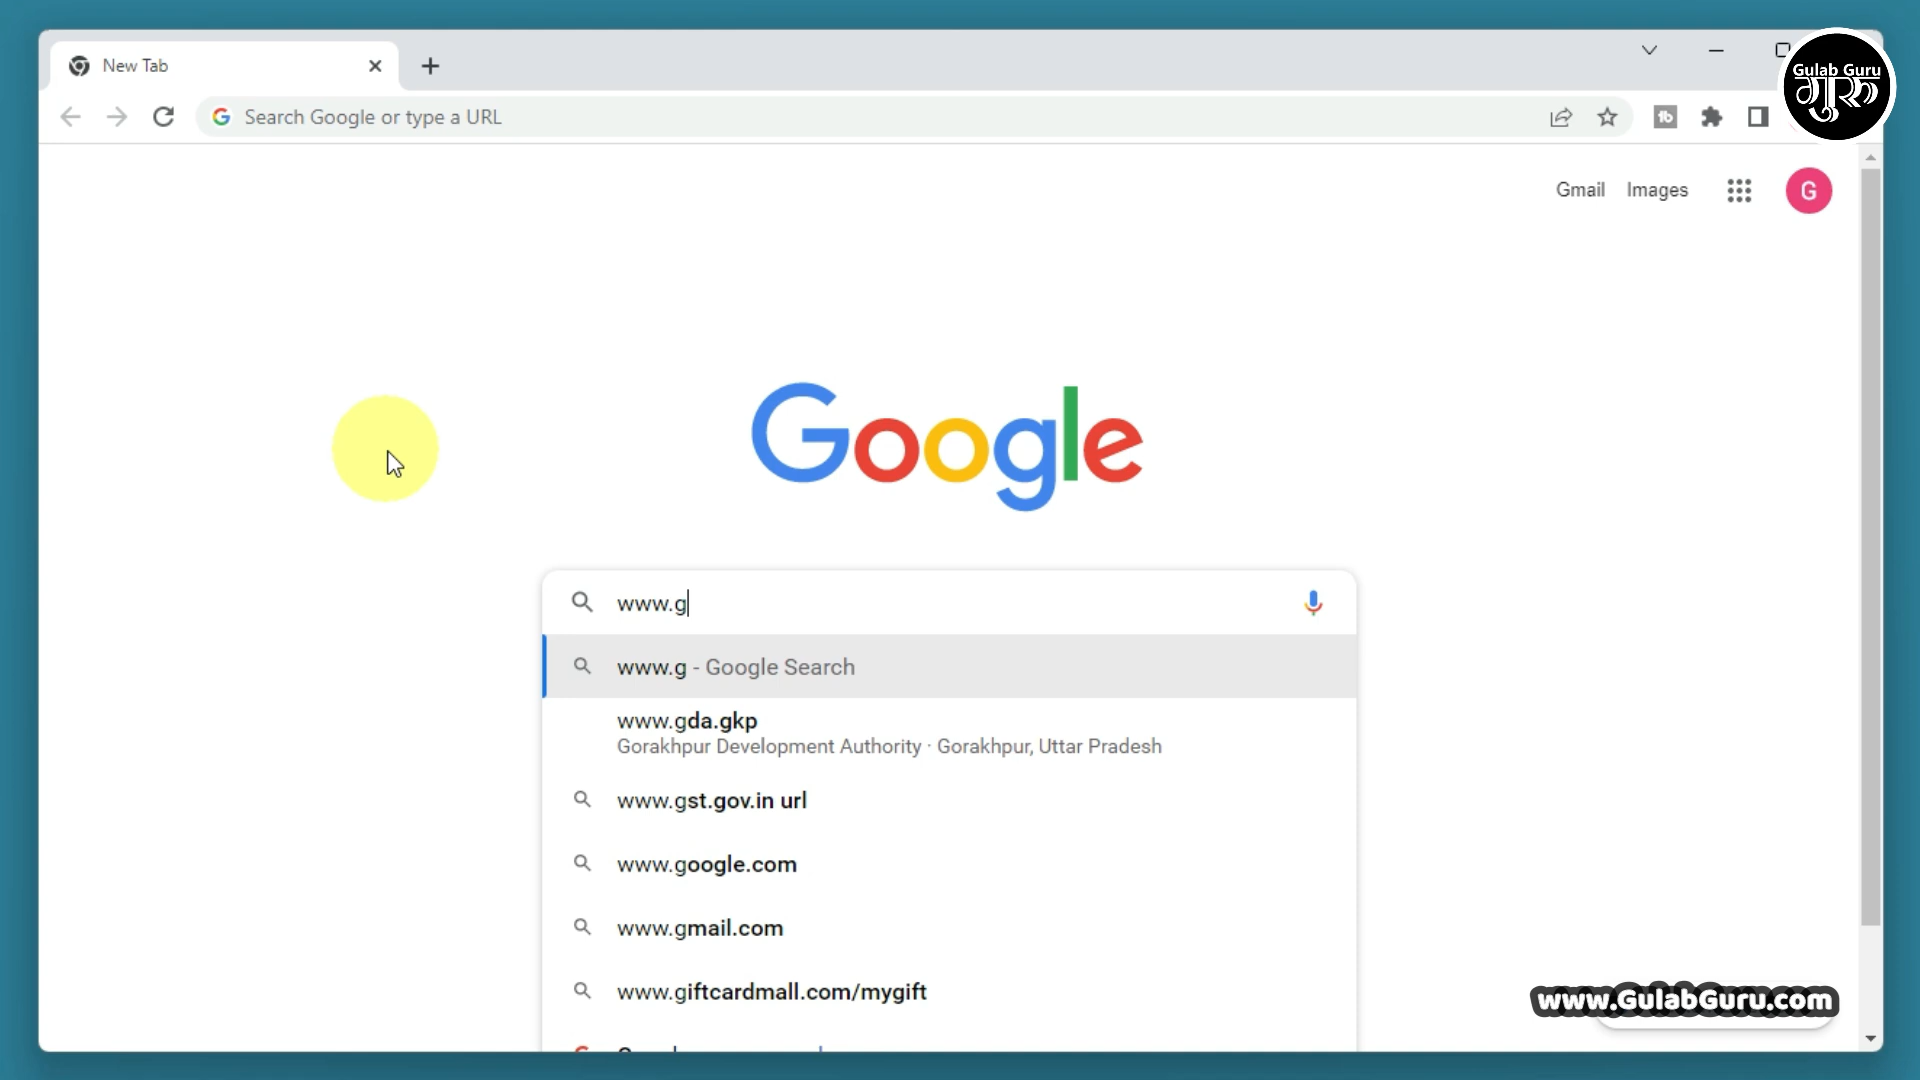 New Tab
Gulab Guru
गुरु
Search Google or type a URL
Gmail Images
G
Google
www.g
www.g - Google Search
www.gda.gkp
Gorakhpur Development Authority · Gorakhpur, Uttar Pradesh
www.gst.gov.in url
www.google.com
www.gmail.com
www.giftcardmall.com/mygift
www.GulabGuru.com